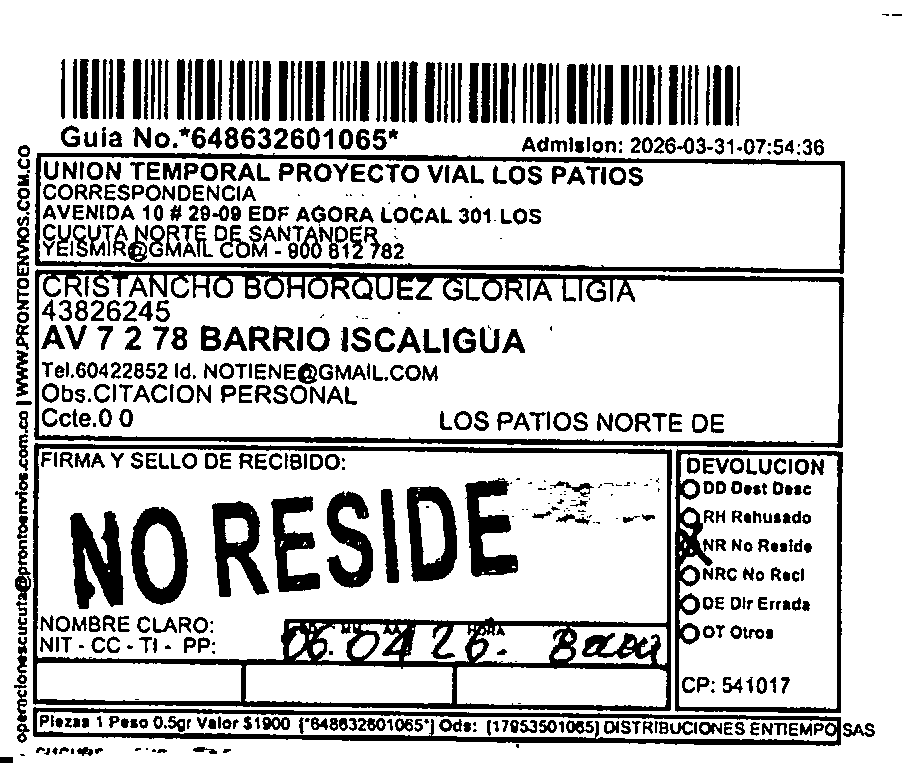 Guia No.*648632601065*
Admision: 2026-03-31-07:54:36
UNION TEMPORAL PROYECTO VIAL LOS PATIOS
CORRESPONDENCIA
AVENIDA 10 # 29-09 EDF AGORA LOCAL 301 LOS
CUCUTA NORTE DE SANTANDER
YEISMIR@GMAIL COM - 900 812 782
CRISTANCHO BOHORQUEZ GLORIA LIGIA
43826245
AV 7 2 78 BARRIO ISCALIGUA
Tel.60422852 Id. NOTIENE@GMAIL.COM
Obs.CITACION PERSONAL
Ccte.0 0
LOS PATIOS NORTE DE
FIRMA Y SELLO DE RECIBIDO:
NO RESIDE
NOMBRE CLARO:
NIT - CC - TI - PP:
HORA
06. 04 26.
DEVOLUCION
DD Dest Desc
RH Rehusado
NR No Reside
NRC No Recl
DE Dir Errada
OT Otros
CP: 541017
Piezas 1 Peso 0.5gr Valor $1900 (*648632601065*) Ods: (17953501065) DISTRIBUCIONES ENTIEMPO SAS
operacionescucuta@prontoenvios.com.co | WWW.PRONTOENVIOS.COM.CO